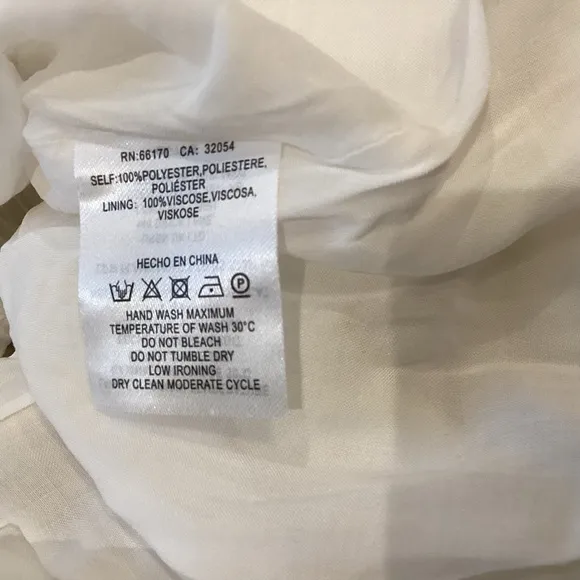 RN:66170 CA: 32054
SELF:100%POLYESTER,POLIESTERE,
POLIÉSTER
LINING: 100%VISCOSE,VISCOSA,
VISKOSE
HECHO EN CHINA
HAND WASH MAXIMUM
TEMPERATURE OF WASH 30°C
DO NOT BLEACH
DO NOT TUMBLE DRY
LOW IRONING
DRY CLEAN MODERATE CYCLE